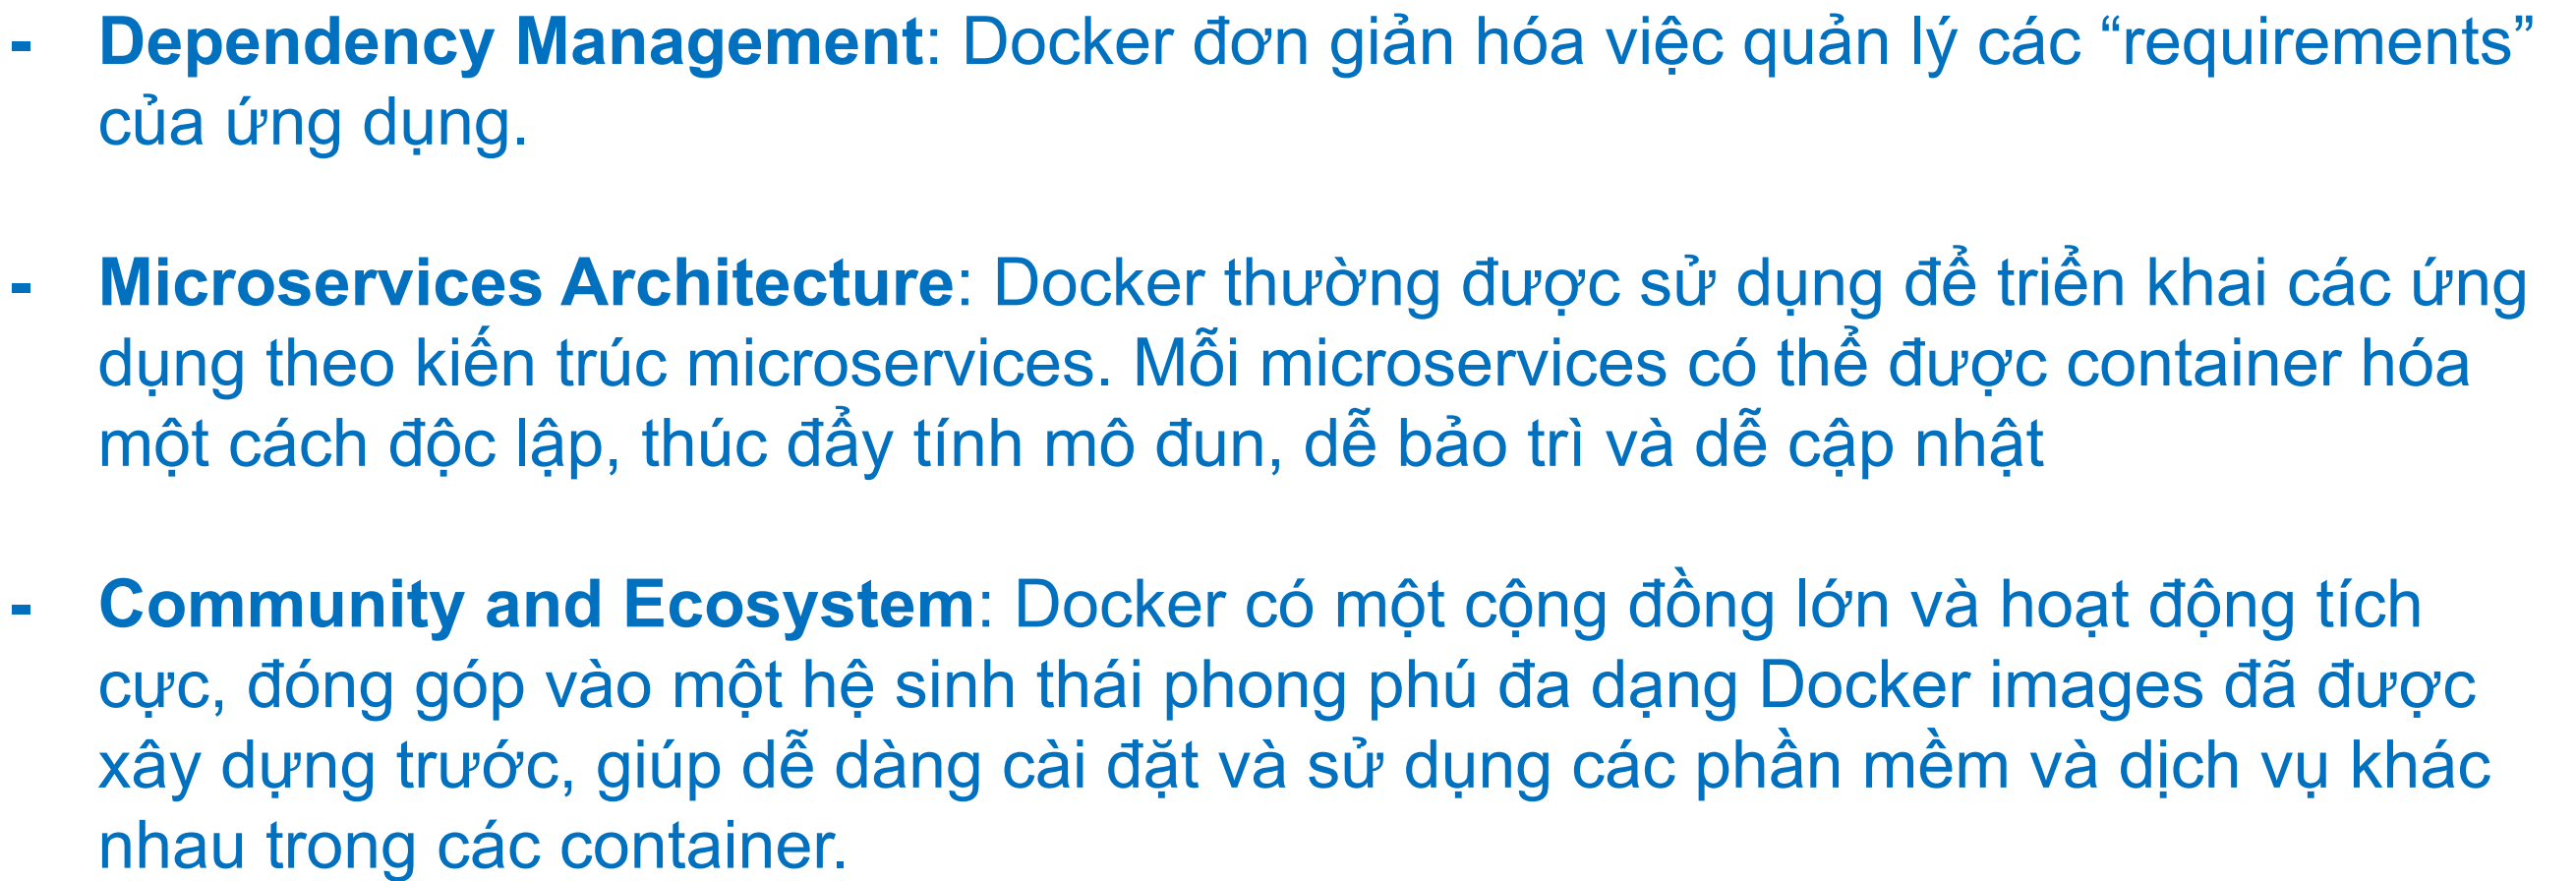 - Dependency Management: Docker đơn giản hóa việc quản lý các “requirements”
của ứng dụng.
- Microservices Architecture: Docker thường được sử dụng để triển khai các ứng
dụng theo kiến trúc microservices. Mỗi microservices có thể được container hóa
một cách độc lập, thúc đẩy tính mô đun, dễ bảo trì và dễ cập nhật
- Community and Ecosystem: Docker có một cộng đồng lớn và hoạt động tích
cực, đóng góp vào một hệ sinh thái phong phú đa dạng Docker images đã được
xây dựng trước, giúp dễ dàng cài đặt và sử dụng các phần mềm và dịch vụ khác
nhau trong các container.